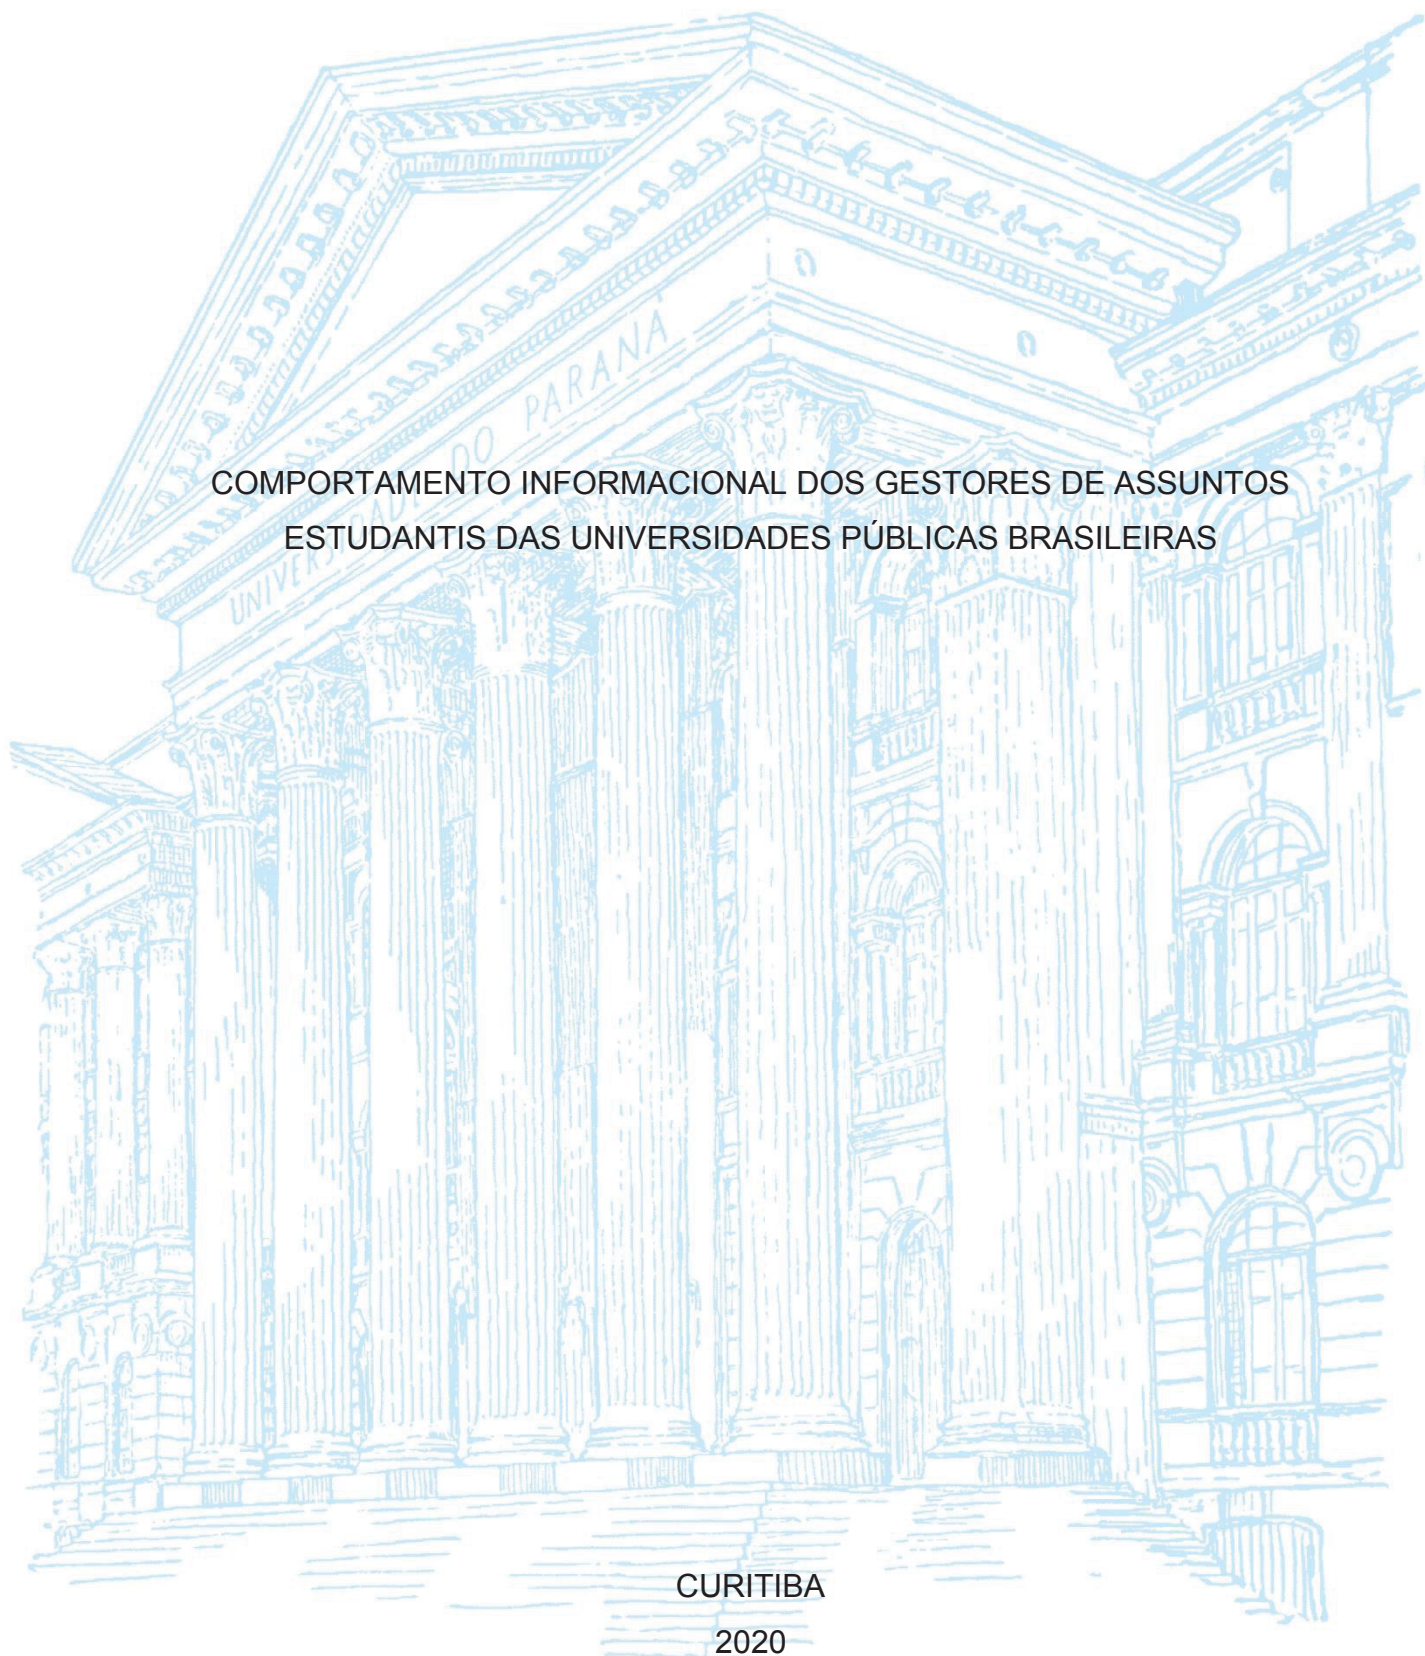 UNIVERSIDADE DO PARANÁ
COMPORTAMENTO INFORMACIONAL DOS GESTORES DE ASSUNTOS
ESTUDANTIS DAS UNIVERSIDADES PÚBLICAS BRASILEIRAS
CURITIBA
2020